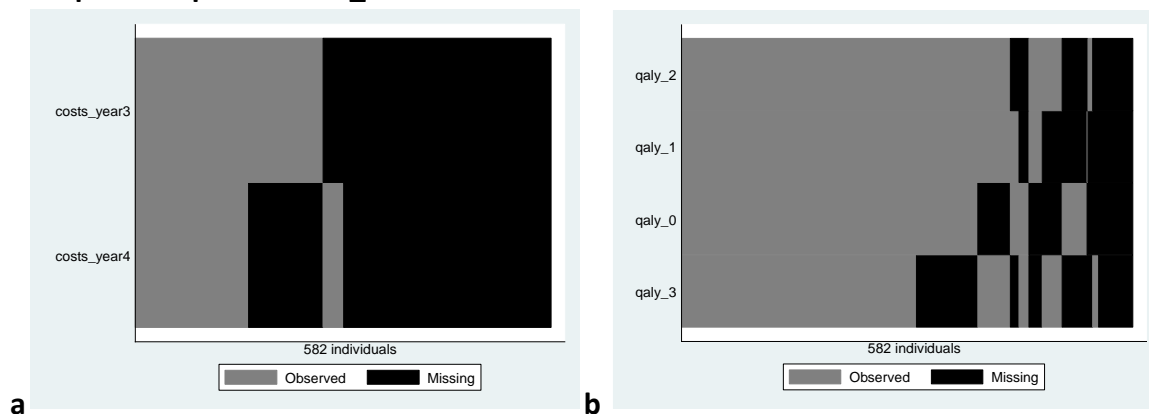 costs_year3
costs_year4
582 individuals
Observed Missing
a
qaly_2
qaly_1
qaly_0
qaly_3
582 individuals
Observed Missing
b